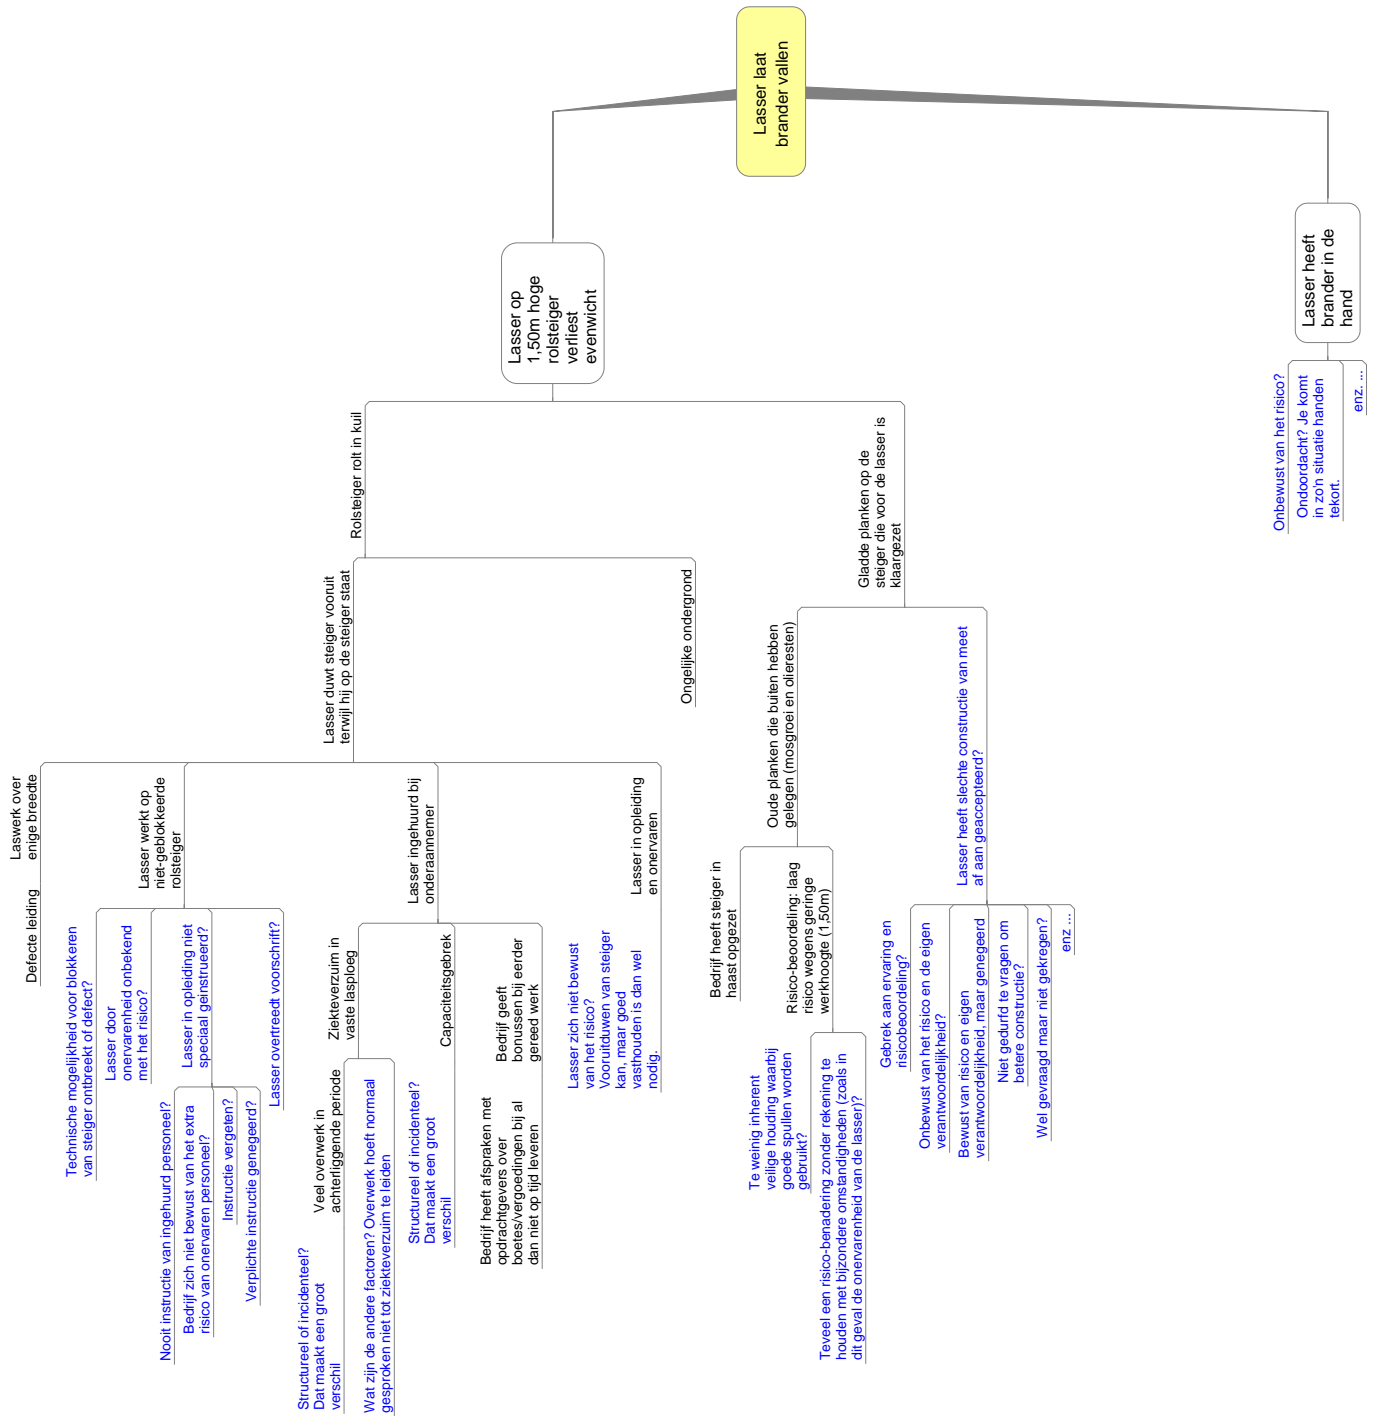 Lasser laat
brander vallen
Lasser op
1,50m hoge
rolsteiger
verliest
evenwicht
Rolsteiger rolt in kuil
Lasser duwt steiger vooruit
terwijl hij op de steiger staat
Laswerk over
enige breedte
Defecte leiding
Lasser werkt op
niet-geblokkeerde
rolsteiger
Technische mogelijkheid voor blokkeren
van steiger ontbreekt of defect?
Lasser door
onervarenheid onbekend
met het risico?
Lasser in opleiding niet
speciaal geinstrueerd?
Nooit instructie van ingehuurd personeel?
Bedrijf zich niet bewust van het extra
risico van onervaren personeel?
Instructie vergeten?
Verplichte instructie genegeerd?
Lasser overtreedt voorschrift?
Lasser ingehuurd bij
onderaannemer
Ziekteverzuim in
vaste lasploeg
Veel overwerk in
achterliggende periode
Structureel of incidenteel?
Dat maakt een groot
verschil
Wat zijn de andere factoren? Overwerk hoeft normaal
gesproken niet tot ziekteverzuim te leiden
Capaciteitsgebrek
Structureel of incidenteel?
Dat maakt een groot
verschil
Bedrijf geeft
bonussen bij eerder
gereed werk
Bedrijf heeft afspraken met
opdrachtgevers over
boetes/vergoedingen bij al
dan niet op tijd leveren
Lasser in opleiding
en onervaren
Lasser zich niet bewust
van het risico?
Vooruitduwen van steiger
kan, maar goed
vasthouden is dan wel
nodig.
Ongelijke ondergrond
Gladde planken op de
steiger die voor de lasser is
klaargezet
Oude planken die buiten hebben
gelegen (mosgroei en olieresten)
Bedrijf heeft steiger in
haast opgezet
Risico-beoordeling: laag
risico wegens geringe
werkhoogte (1,50m)
Te weinig inherent
veilige houding waarbij
goede spullen worden
gebruikt?
Teveel een risico-benadering zonder rekening te
houden met bijzondere omstandigheden (zoals in
dit geval de onervarenheid van de lasser)?
Lasser heeft slechte constructie van meet
af aan geaccepteerd?
Gebrek aan ervaring en
risicobeoordeling?
Onbewust van het risico en de eigen
verantwoordelijkheid?
Bewust van risico en eigen
verantwoordelijkheid, maar genegeerd
Niet gedurfd te vragen om
betere constructie?
Wel gevraagd maar niet gekregen?
enz ...
Lasser heeft
brander in de
hand
Onbewust van het risico?
Ondoordacht? Je komt
in zo'n situatie handen
tekort.
enz. ...